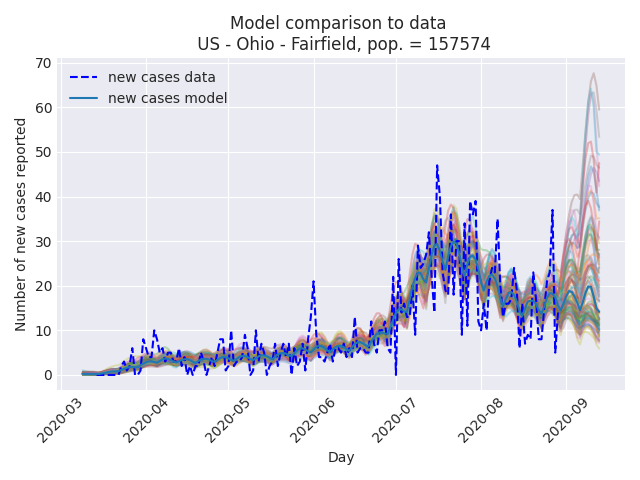 Model comparison to data
US - Ohio - Fairfield, pop. = 157574
new cases data
new cases model
Number of new cases reported
70
60
50
40
30
20
10
0
2020-03
2020-04
2020-05
2020-06
2020-07
2020-08
2020-09
Day